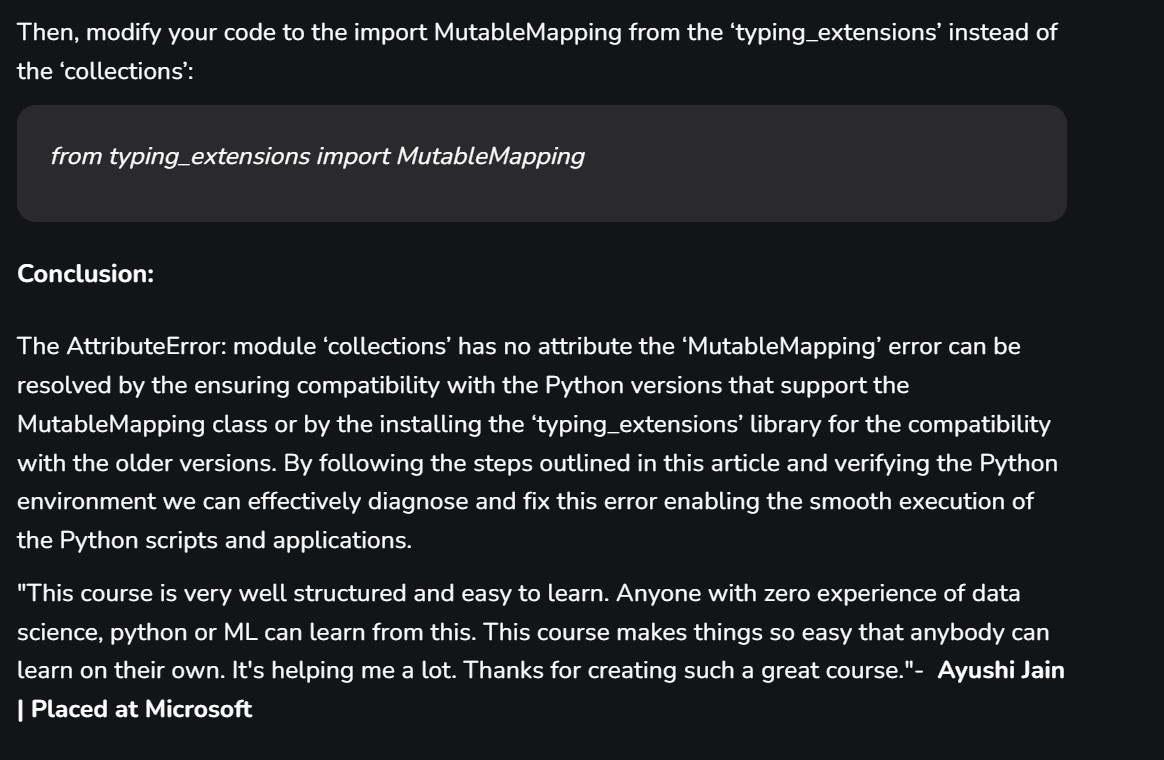 Then, modify your code to the import MutableMapping from the ‘typing_extensions’ instead of
the ‘collections’:
from typing_extensions import MutableMapping
Conclusion:
The AttributeError: module ‘collections’ has no attribute the ‘MutableMapping’ error can be
resolved by the ensuring compatibility with the Python versions that support the
MutableMapping class or by the installing the ‘typing_extensions’ library for the compatibility
with the older versions. By following the steps outlined in this article and verifying the Python
environment we can effectively diagnose and fix this error enabling the smooth execution of
the Python scripts and applications.
"This course is very well structured and easy to learn. Anyone with zero experience of data
science, python or ML can learn from this. This course makes things so easy that anybody can
learn on their own. It's helping me a lot. Thanks for creating such a great course."- Ayushi Jain
| Placed at Microsoft